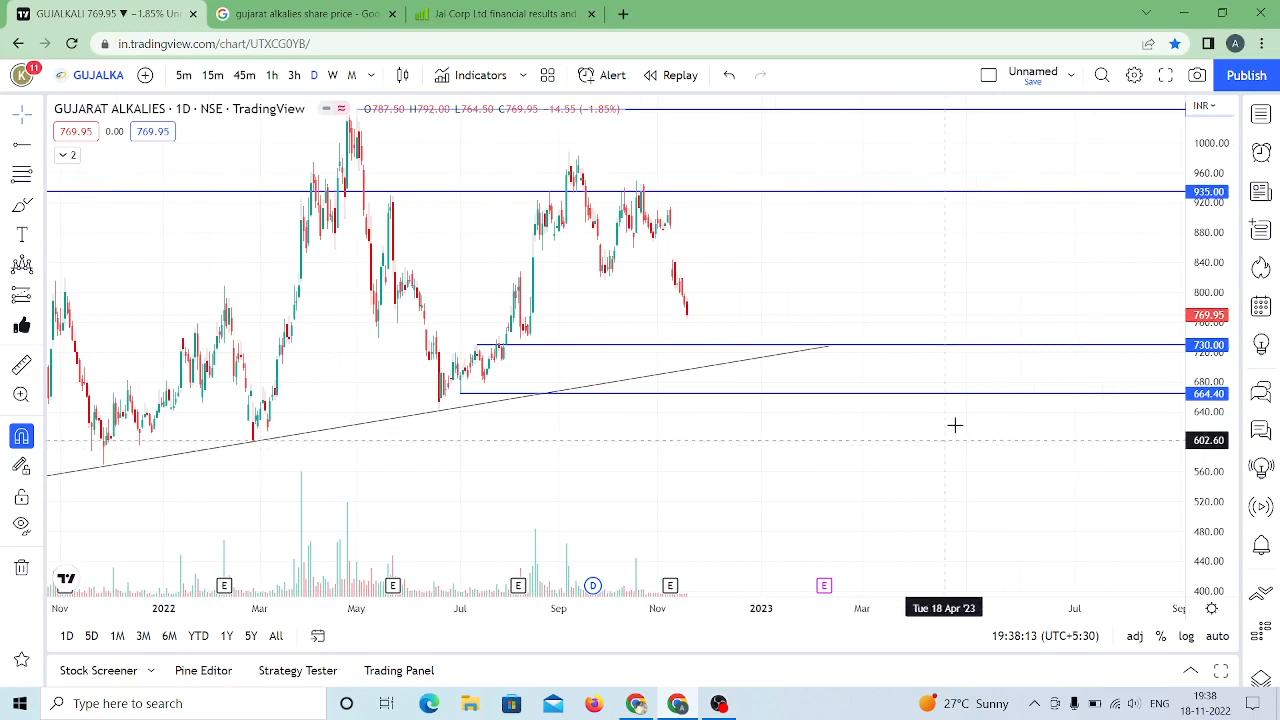 GUJALKALI 769.95 ▼ −1.85% Un
gujarat alkalies share price - Goo
Jai Corp Ltd financial results and
in.tradingview.com/chart/UTXCG0YB/
A
K
11
GUJALKA
5m 15m 45m 1h 3h D W M
Indicators
Alert
Replay
Unnamed
Save
Publish
GUJARAT ALKALIES · 1D · NSE · TradingView
O787.50 H792.00 L764.50 C769.95 −14.55 (−1.85%)
INR
769.95 0.00 769.95
2
1000.00
960.00
935.00
920.00
880.00
840.00
800.00
769.95
760.00
730.00
720.00
680.00
664.40
640.00
602.60
560.00
520.00
480.00
440.00
400.00
E E E D E E
Nov 2022 Mar May Jul Sep Nov 2023 Mar Tue 18 Apr '23 Jul Sep
1D 5D 1M 3M 6M YTD 1Y 5Y All
19:38:13 (UTC+5:30) adj % log auto
Stock Screener Pine Editor Strategy Tester Trading Panel
Type here to search
27°C Sunny
ENG
19:38
18-11-2022